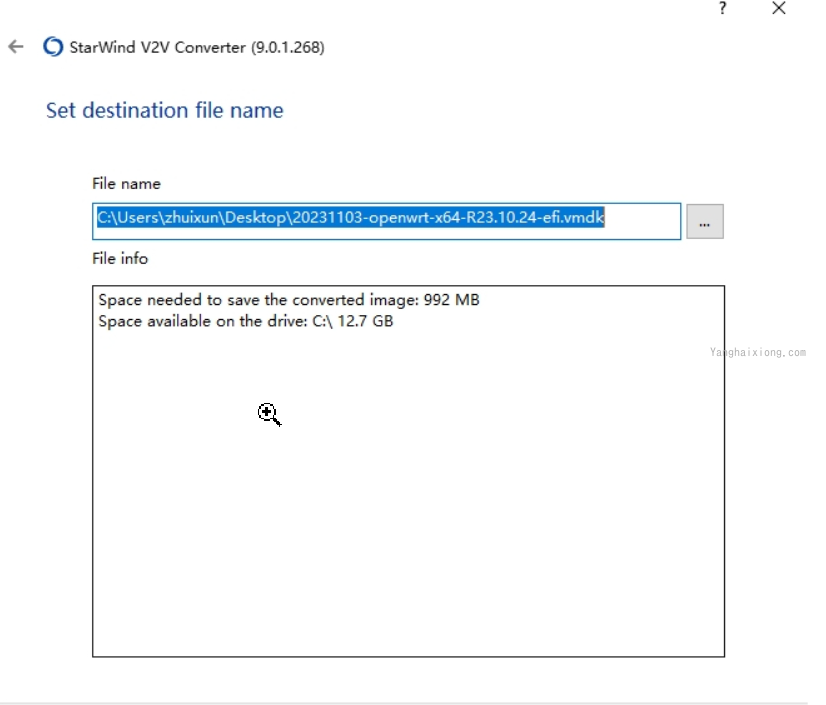 ?
StarWind V2V Converter (9.0.1.268)
Set destination file name
File name
C:\Users\zhuixun\Desktop\20231103-openwrt-x64-R23.10.24-efi.vmdk
...
File info
Space needed to save the converted image: 992 MB
Space available on the drive: C:\ 12.7 GB
Yanghaixiong.com